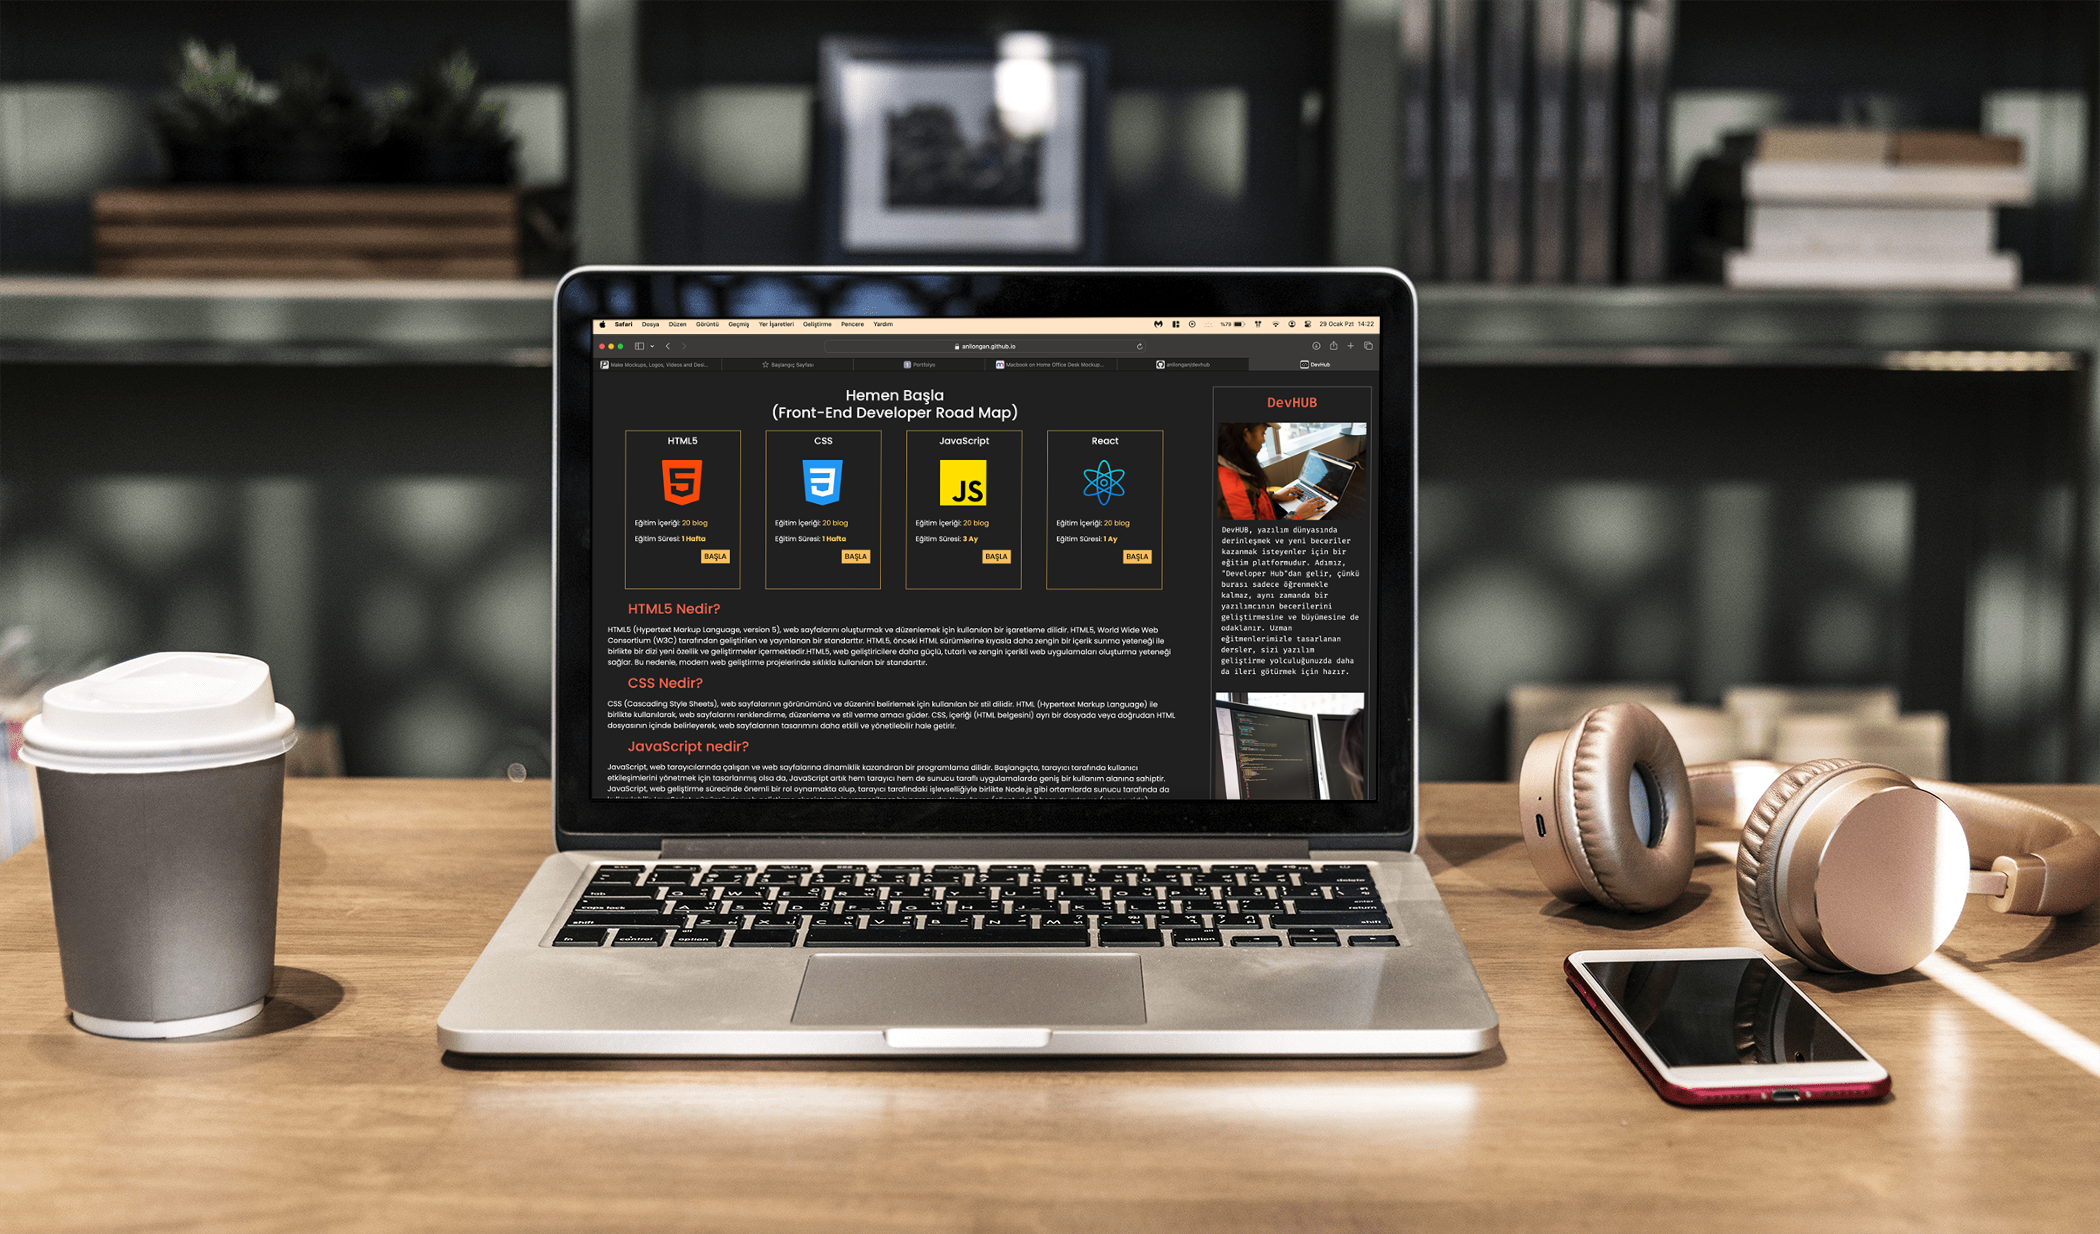 Safari Dosya Düzen Görüntü Geçmiş Yer İşaretleri Geliştirme Pencere Yardım
%79 29 Ocak Pzt 14:22
anilongan.github.io
Make Mockups, Logos, Videos and Desi... Başlangıç Sayfası Portfolyo Macbook on Home Office Desk Mockup... anilongan/devhub DevHub
Hemen Başla
(Front-End Developer Road Map)
HTML5
5
Eğitim İçeriği: 20 blog
Eğitim Süresi: 1 Hafta
BAŞLA
CSS
3
Eğitim İçeriği: 20 blog
Eğitim Süresi: 1 Hafta
BAŞLA
JavaScript
JS
Eğitim İçeriği: 20 blog
Eğitim Süresi: 3 Ay
BAŞLA
React
Eğitim İçeriği: 20 blog
Eğitim Süresi: 1 Ay
BAŞLA
HTML5 Nedir?
HTML5 (Hypertext Markup Language, version 5), web sayfalarını oluşturmak ve düzenlemek için kullanılan bir işaretleme dilidir. HTML5, World Wide Web
Consortium (W3C) tarafından geliştirilen ve yayınlanan bir standarttır. HTML5, önceki HTML sürümlerine kıyasla daha zengin bir içerik sunma yeteneği ile
birlikte bir dizi yeni özellik ve geliştirmeler içermektedir.HTML5, web geliştiricilere daha güçlü, tutarlı ve zengin içerikli web uygulamaları oluşturma yeteneği
sağlar. Bu nedenle, modern web geliştirme projelerinde sıklıkla kullanılan bir standarttır.
CSS Nedir?
CSS (Cascading Style Sheets), web sayfalarının görünümünü ve düzenini belirlemek için kullanılan bir stil dilidir. HTML (Hypertext Markup Language) ile
birlikte kullanılarak, web sayfalarını renklendirme, düzenleme ve stil verme amacı güder. CSS, içeriği (HTML belgesini) ayrı bir dosyada veya doğrudan HTML
dosyasının içinde belirleyerek, web sayfalarının tasarımını daha etkili ve yönetilebilir hale getirir.
JavaScript nedir?
JavaScript, web tarayıcılarında çalışan ve web sayfalarına dinamiklik kazandıran bir programlama dilidir. Başlangıçta, tarayıcı tarafında kullanıcı
etkileşimlerini yönetmek için tasarlanmış olsa da, JavaScript artık hem tarayıcı hem de sunucu taraflı uygulamalarda geniş bir kullanım alanına sahiptir.
JavaScript, web geliştirme sürecinde önemli bir rol oynamakta olup, tarayıcı tarafındaki işlevselliğiyle birlikte Node.js gibi ortamlarda sunucu tarafında da
DevHUB
DevHUB, yazılım dünyasında
derinleşmek ve yeni beceriler
kazanmak isteyenler için bir
eğitim platformudur. Adımız,
"Developer Hub"dan gelir, çünkü
burası sadece öğrenmekle
kalmaz, aynı zamanda bir
yazılımcının becerilerini
geliştirmesine ve büyümesine de
odaklanır. Uzman
eğitmenlerimizle tasarlanan
dersler, sizi yazılım
geliştirme yolculuğunuzda daha
da ileri götürmek için hazır.
esc
delete
tab Q W E R T Y U I O P
caps lock A S D F G H J K L enter return
shift Z X C V B N M shift
fn control alt option alt option